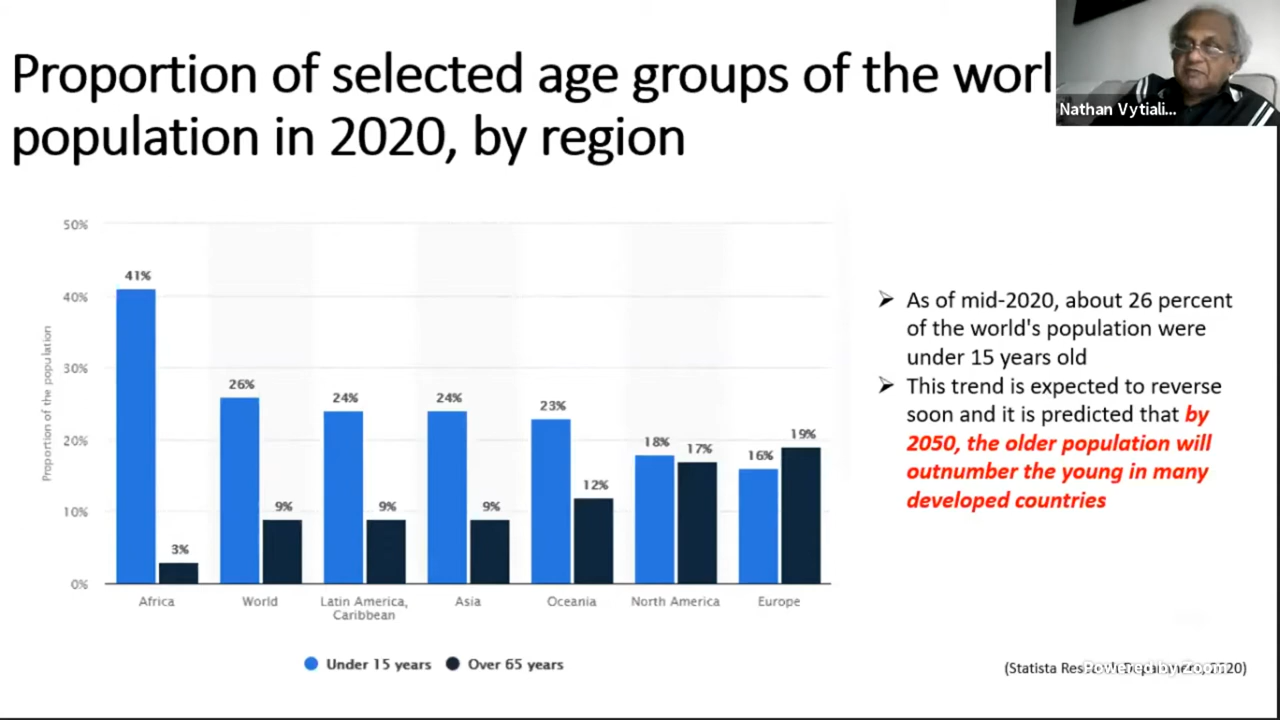 Proportion of selected age groups of the worl
population in 2020, by region
Nathan Vytiali...
50%
40%
30%
20%
10%
0%
Proportion of the population
41%
3%
26%
9%
24%
9%
24%
9%
23%
12%
18%
17%
16%
19%
Africa
World
Latin America,
Caribbean
Asia
Oceania
North America
Europe
Under 15 years
Over 65 years
➢ As of mid-2020, about 26 percent
of the world's population were
under 15 years old
➢ This trend is expected to reverse
soon and it is predicted that by
2050, the older population will
outnumber the young in many
developed countries
(Statista 2020)
Powered by Zoom